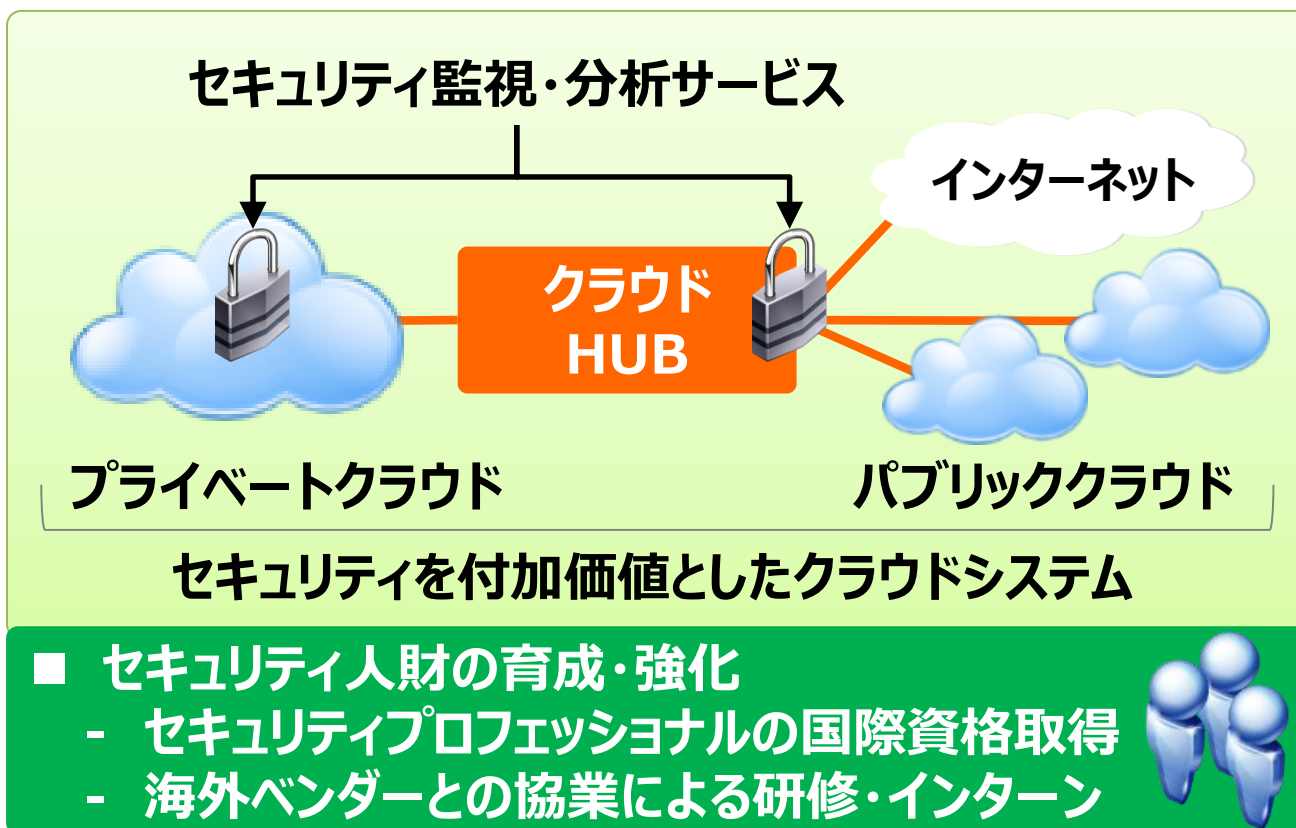 セキュリティ監視・分析サービス
インターネット
クラウド
HUB
プライベートクラウド
パブリッククラウド
セキュリティを付加価値としたクラウドシステム
■ セキュリティ人財の育成・強化
- セキュリティプロフェッショナルの国際資格取得
- 海外ベンダーとの協業による研修・インターン